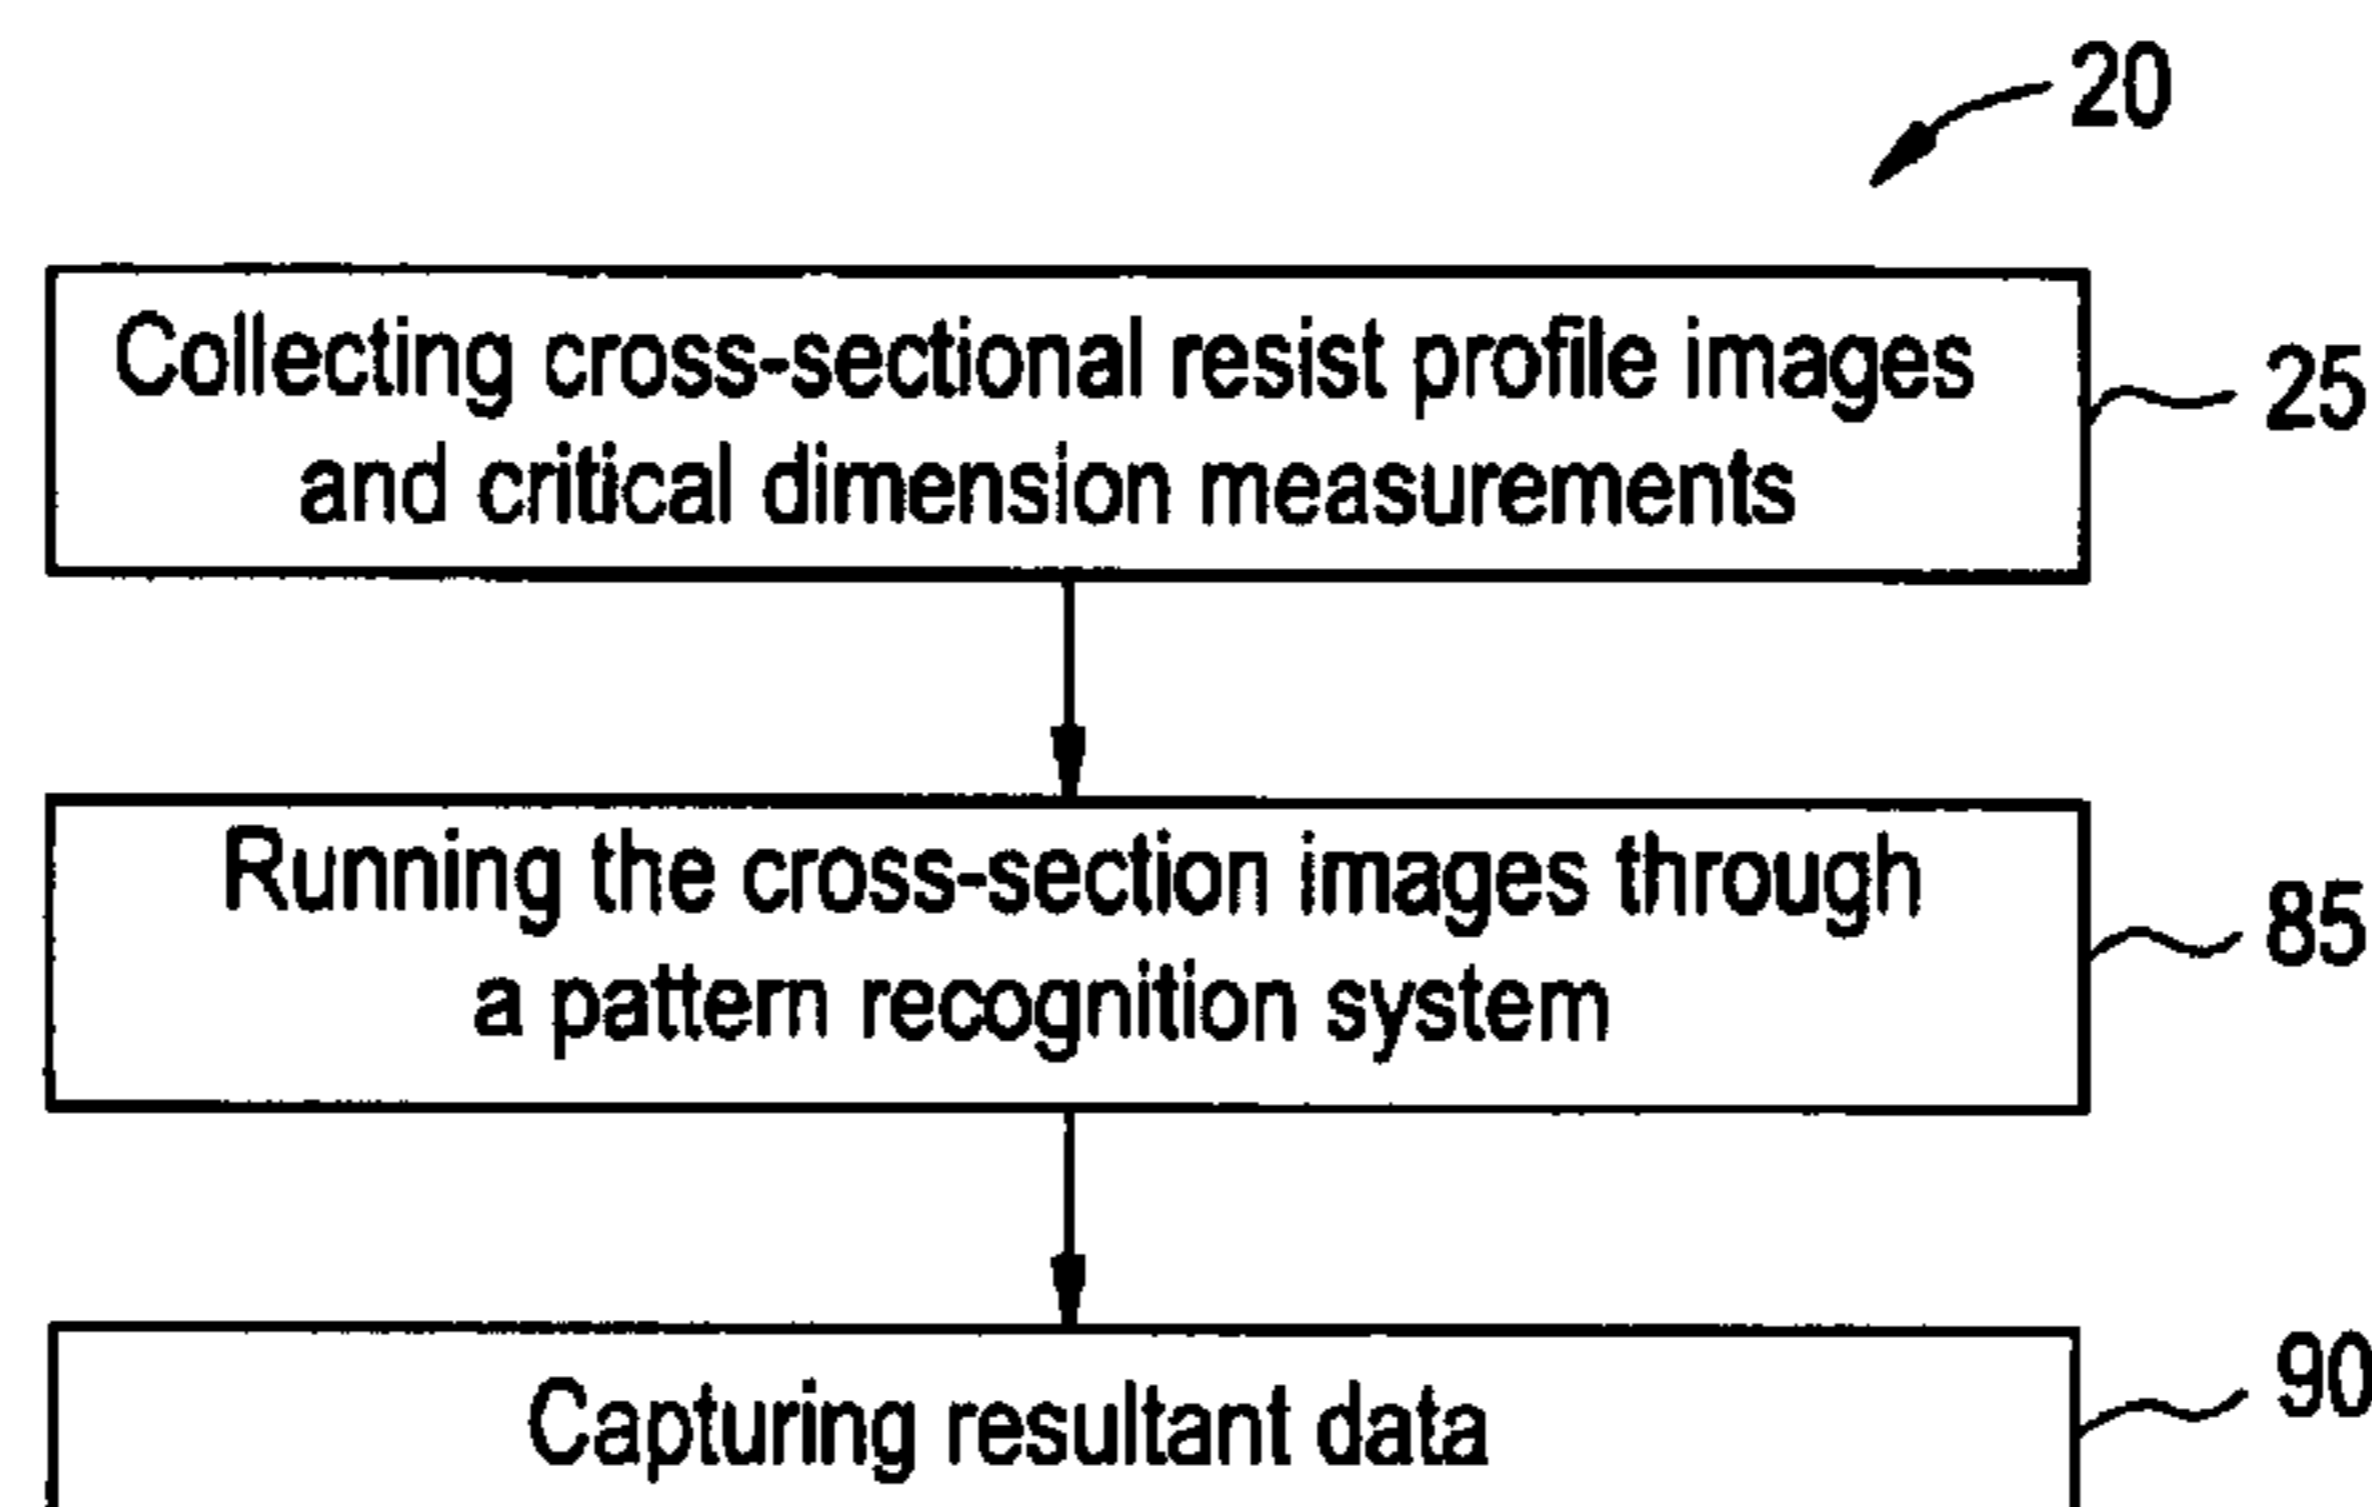 20
Collecting cross-sectional resist profile images
and critical dimension measurements
25
Running the cross-section images through
a pattern recognition system
85
Capturing resultant data
90